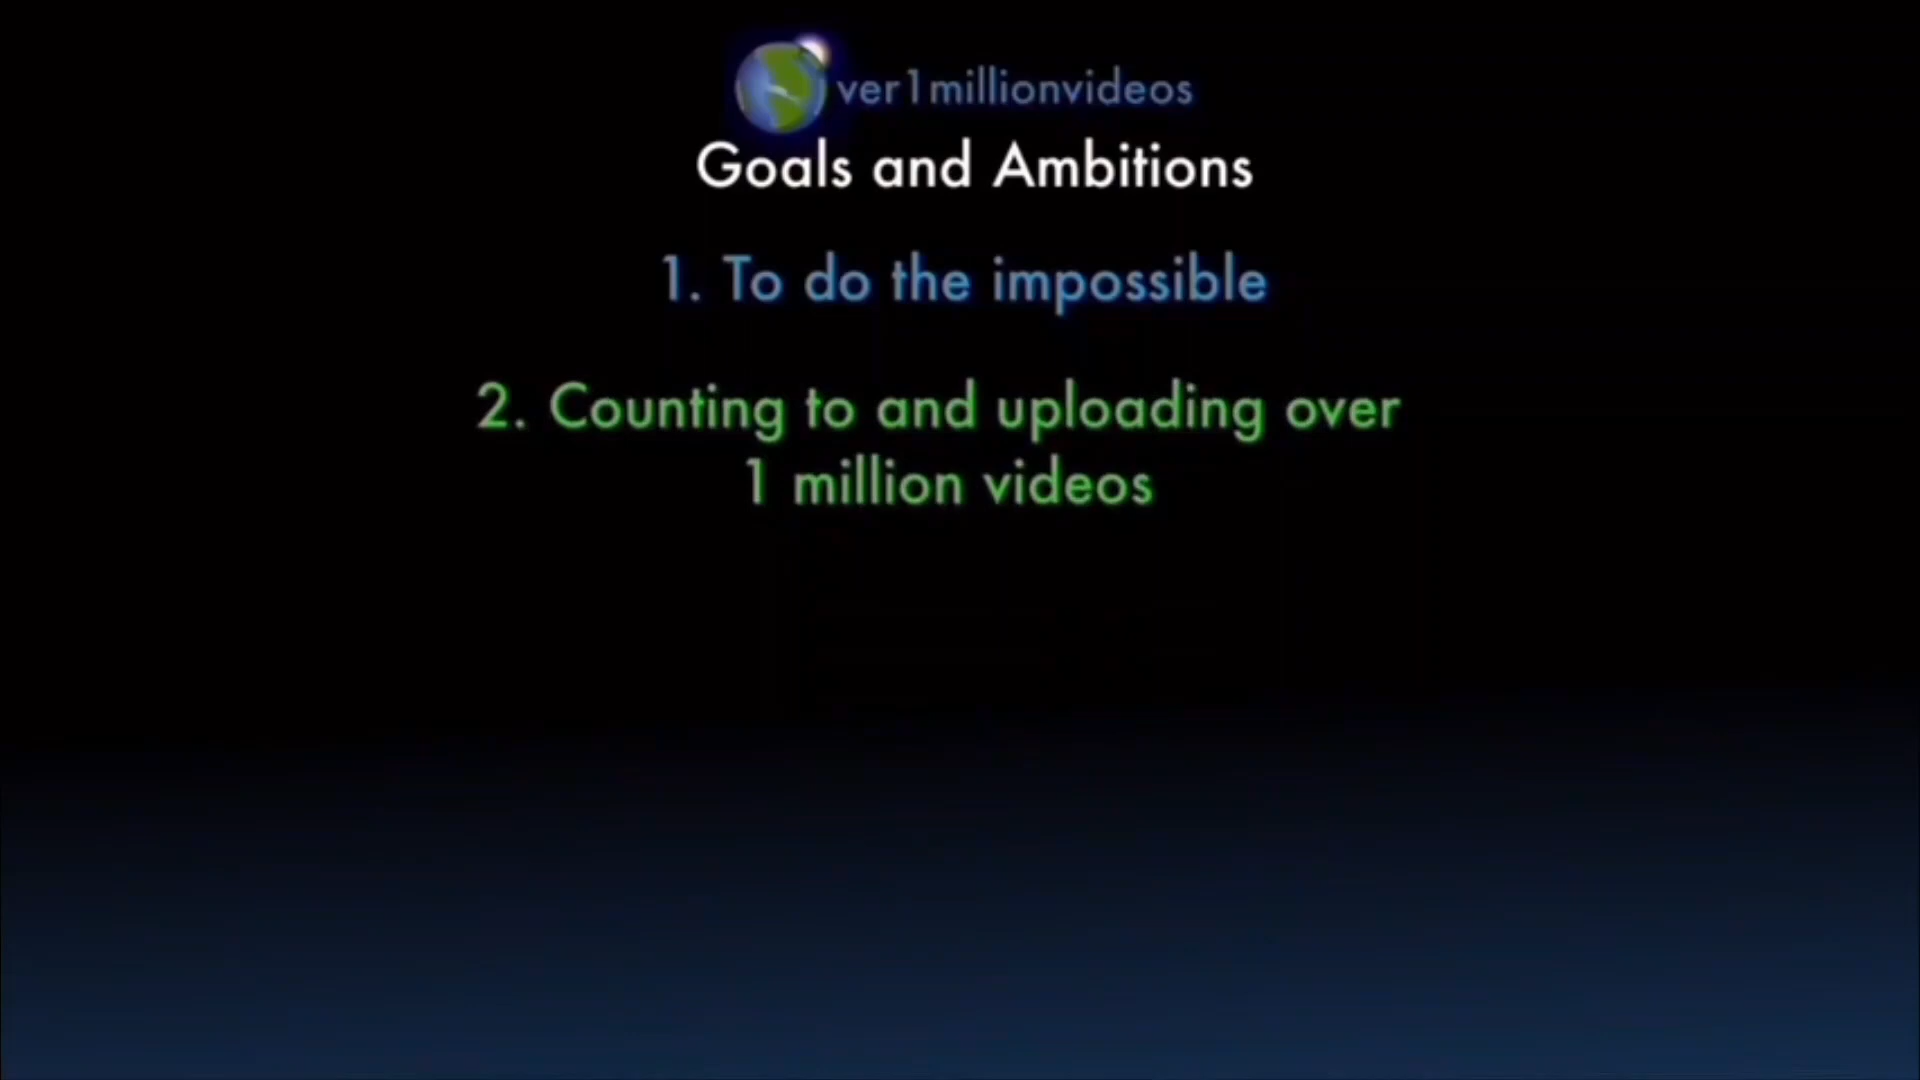 ver1millionvideos
Goals and Ambitions
1. To do the impossible
2. Counting to and uploading over
1 million videos